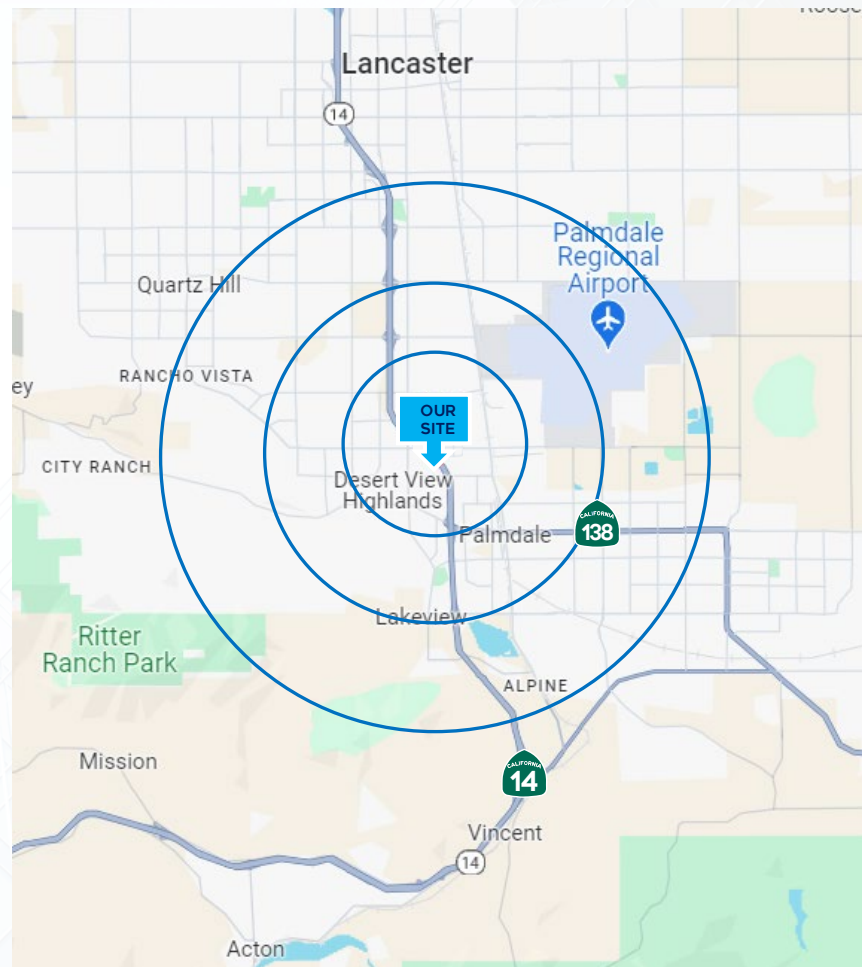 Lancaster
14
Palmdale
Regional
Airport
Quartz Hill
RANCHO VISTA
OUR
SITE
CITY RANCH
Desert View
Highlands
Palmdale
CALIFORNIA
138
Lakeview
Ritter
Ranch Park
ALPINE
Mission
CALIFORNIA
14
Vincent
14
Acton